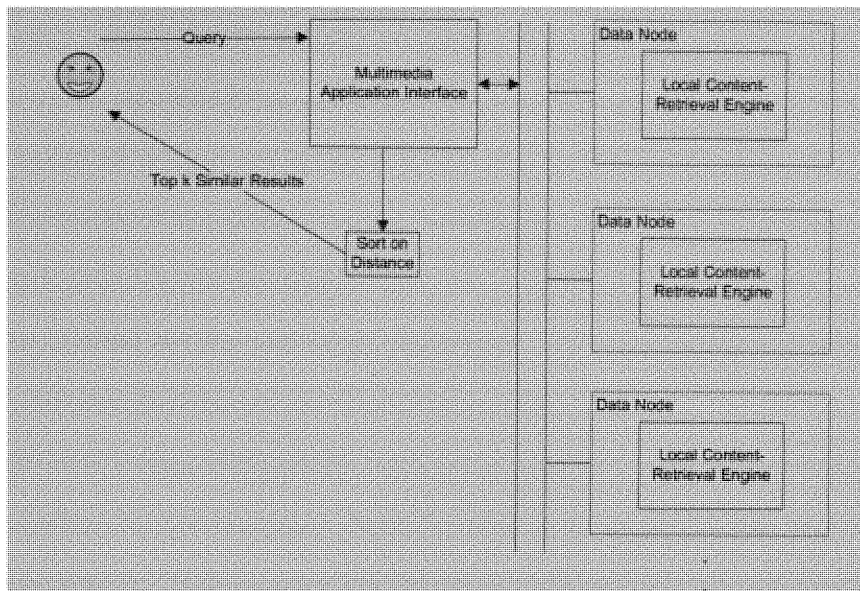 Query
Multimedia
Application Interface
Top k Similar Results
Sort on
Distance
Data Node
Local Content-
Retrieval Engine
Data Node
Local Content-
Retrieval Engine
Data Node
Local Content-
Retrieval Engine